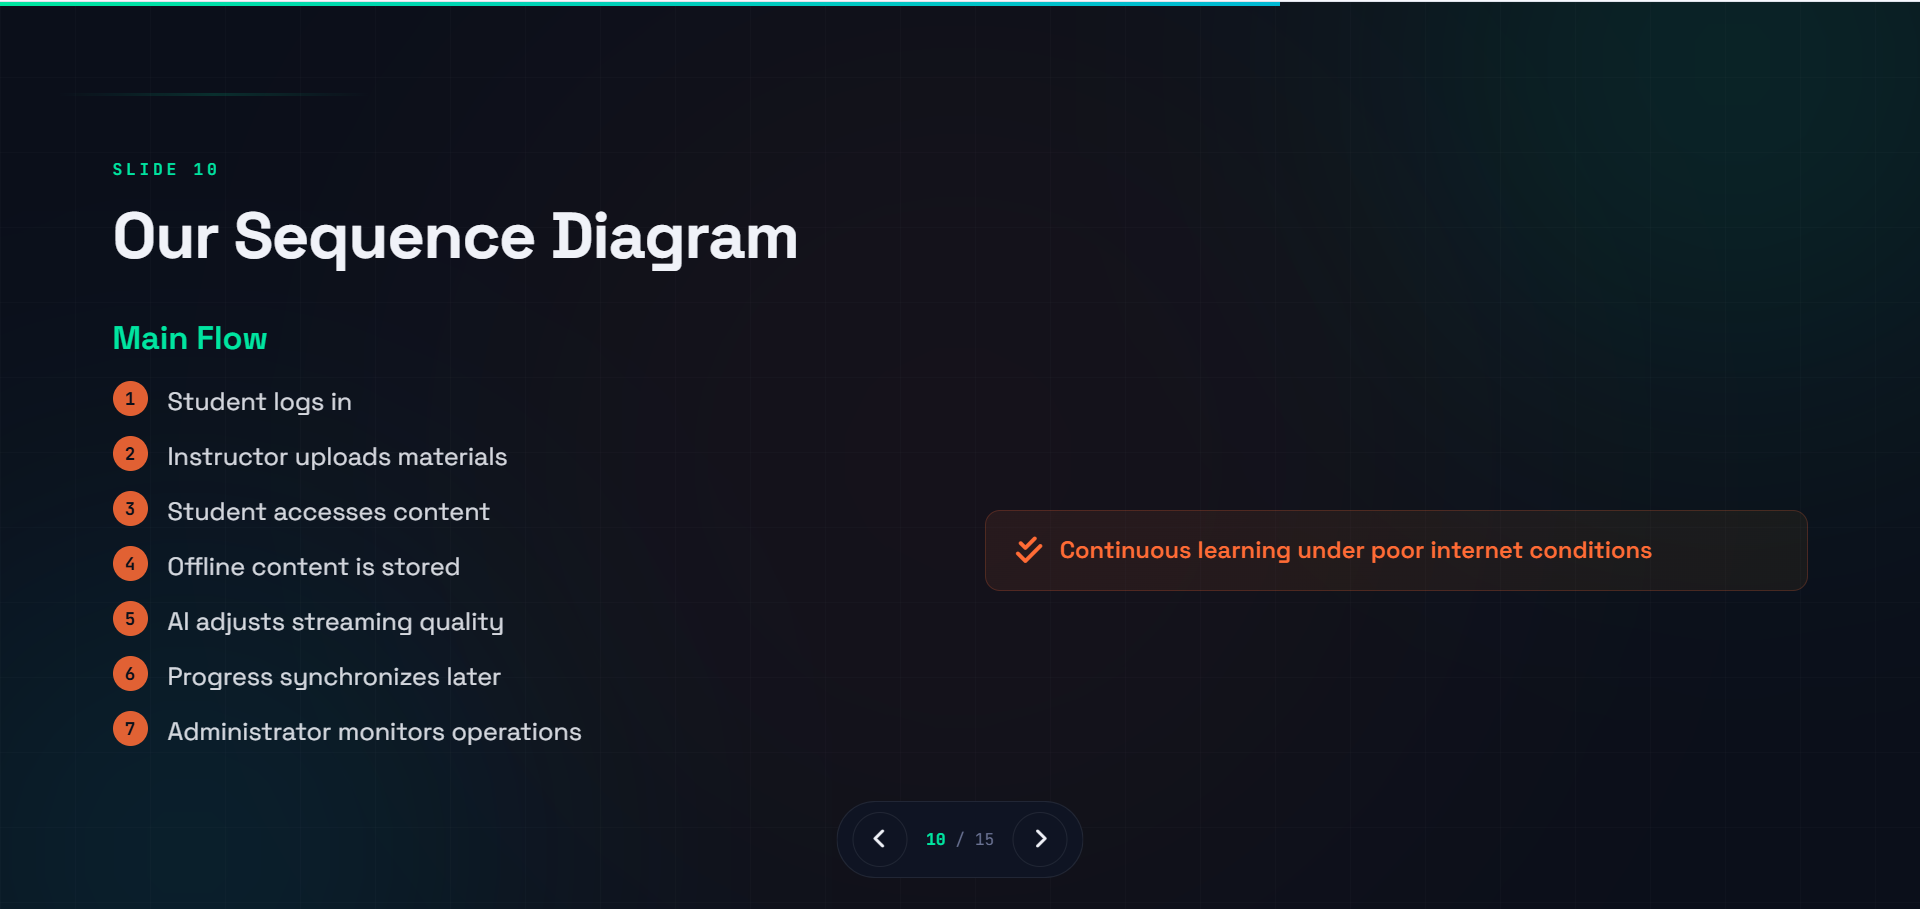 SLIDE 10
Our Sequence Diagram
Main Flow
1 Student logs in
2 Instructor uploads materials
3 Student accesses content
4 Offline content is stored
5 AI adjusts streaming quality
6 Progress synchronizes later
7 Administrator monitors operations
Continuous learning under poor internet conditions
10 / 15